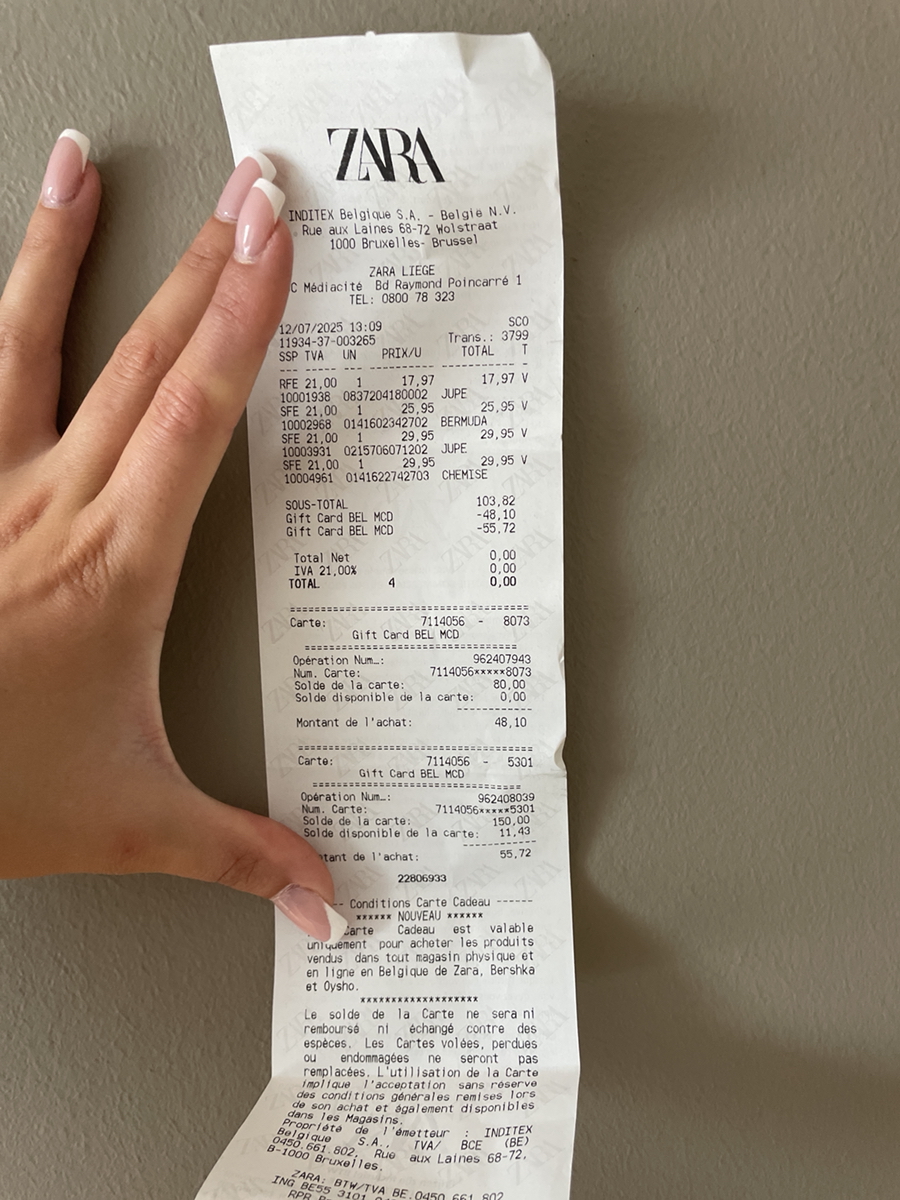 ZARA
INDITEX Belgique S.A. - Belgie N.V.
Rue aux Laines 68-72 Wolstraat
1000 Bruxelles- Brussel
ZARA LIEGE
C Médiacité Bd Raymond Poincarré 1
TEL: 0800 78 323
12/07/2025 13:09 SCO
11934-37-003265 Trans.: 3799
SSP TVA UN PRIX/U TOTAL T
--- ----- ---- ---------- ----------- -
RFE 21,00 1 17,97 17,97 V
10001938 0837204180002 JUPE
SFE 21,00 1 25,95 25,95 V
10002968 0141602342702 BERMUDA
SFE 21,00 1 29,95 29,95 V
10003931 0215706071202 JUPE
SFE 21,00 1 29,95 29,95 V
10004961 0141622742703 CHEMISE
SOUS-TOTAL 103,82
Gift Card BEL MCD -48,10
Gift Card BEL MCD -55,72
Total Net 0,00
IVA 21,00% 0,00
TOTAL 4 0,00
===================================
Carte: 7114056 - 8073
Gift Card BEL MCD
===============================
Opération Num…: 962407943
Num. Carte: 7114056*****8073
Solde de la carte: 80,00
Solde disponible de la carte: 0,00
-----------
Montant de l'achat: 48,10
===================================
Carte: 7114056 - 5301
Gift Card BEL MCD
===============================
Opération Num…: 962408039
Num. Carte: 7114056*****5301
Solde de la carte: 150,00
Solde disponible de la carte: 11,43
-----------
tant de l'achat: 55,72
22806933
-- Conditions Carte Cadeau ------
****** NOUVEAU ******
Carte Cadeau est valable
uniquement pour acheter les produits
vendus dans tout magasin physique et
en ligne en Belgique de Zara, Bershka
et Oysho.
*******************
Le solde de la Carte ne sera ni
remboursé ni échangé contre des
espèces. Les Cartes volées, perdues
ou endommagées ne seront pas
remplacées. L'utilisation de la Carte
implique l'acceptation sans réserve
des conditions générales remises lors
de son achat et également disponibles
dans les Magasins.
Propriété de l'émetteur : INDITEX
Belgique S.A., TVA/ BCE (BE)
0450.661.802, Rue aux Laines 68-72,
B-1000 Bruxelles.
ZARA: BTW/TVA BE.0450.661.802
ING BE55 3101
RPR